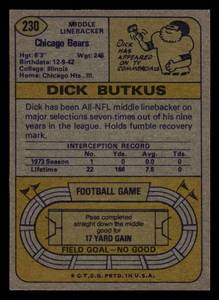 230
MIDDLE
LINEBACKER
Chicago Bears
Hgt: 6'3" Wgt: 245
Birthdate: 12-9-42
College: Illinois
Home: Chicago Hts., Ill.
DICK HAS
APPEARED ON
TV
COMMERCIALS
DICK BUTKUS
Dick has been All-NFL middle linebacker on
major selections seven times out of his nine
years in the league. Holds fumble recovery
mark.
INTERCEPTION RECORD
No. Yds. Avg. TD
1973 Season 1 0 0.0 0
Lifetime 22 166 7.5 0
FOOTBALL GAME
Pass completed
straight down the
middle for
17 YARD GAIN
FIELD GOAL—NO GOOD
© T.C.G. PRTD. IN U.S.A.